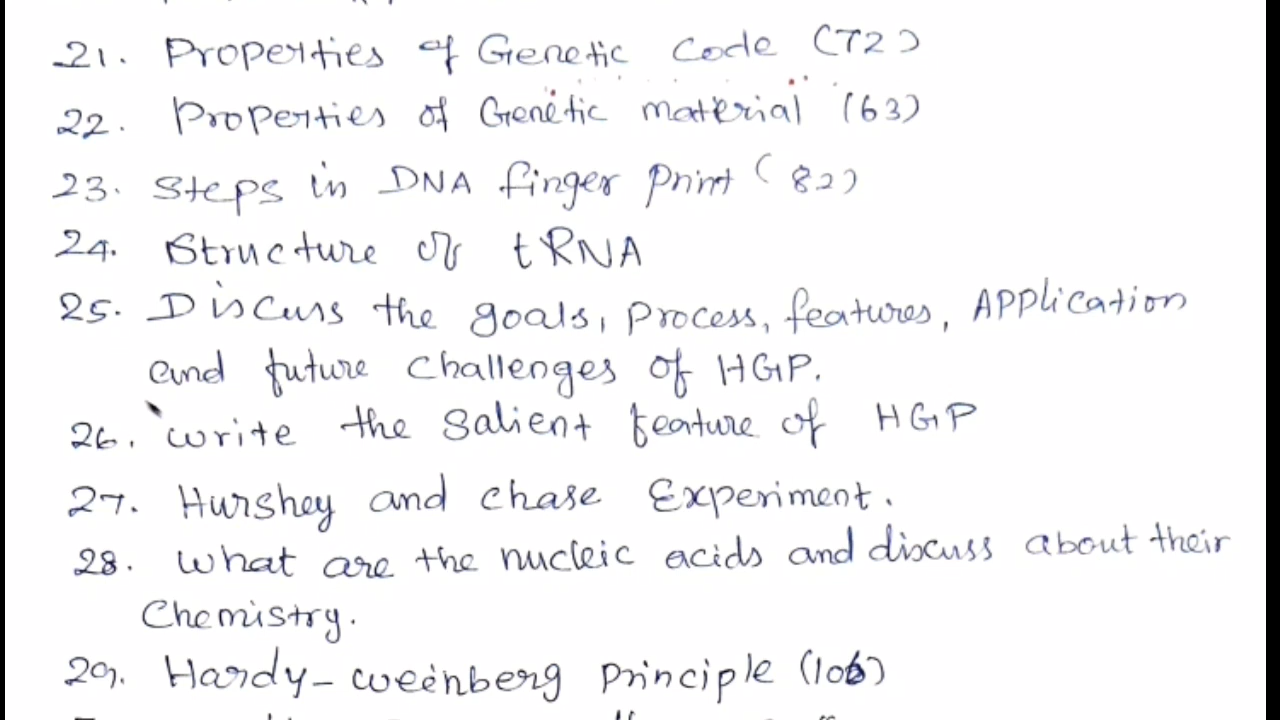 21. Properties of Genetic Code (72)
22. Properties of Genetic material (63)
23. Steps in DNA finger print (82)
24. Structure of tRNA
25. Discuss the goals, process, features, Application
and future challenges of HGP.
26. write the salient feature of HGP
27. Hurshey and chase Experiment.
28. What are the nucleic acids and discuss about their
Chemistry.
29. Hardy-weinberg principle (106)